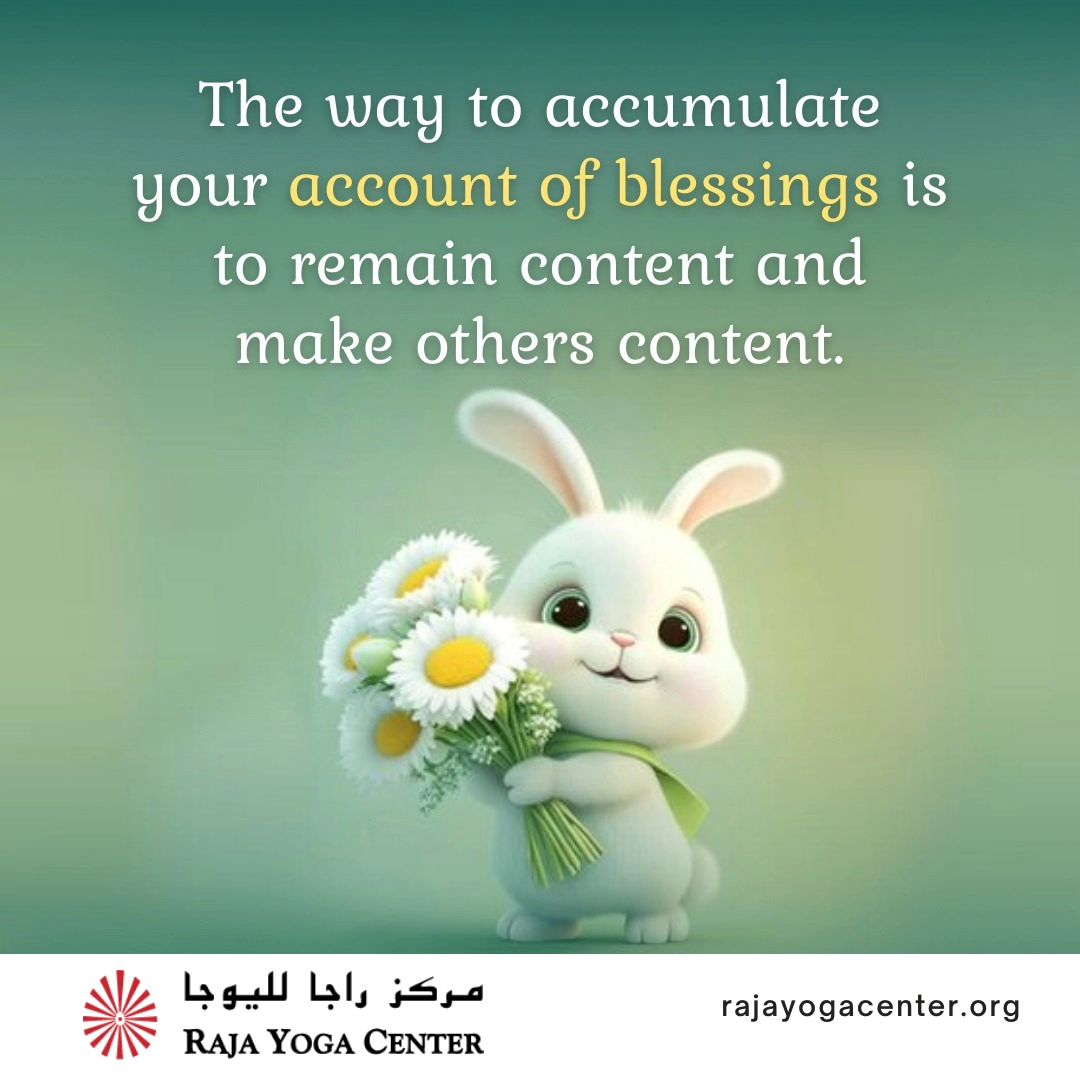 The way to accumulate
your account of blessings is
to remain content and
make others content.
مركز راجا لليوجا
RAJA YOGA CENTER
rajayogacenter.org